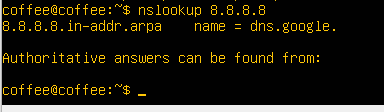 coffee@coffee:~$ nslookup 8.8.8.8
8.8.8.8.in-addr.arpa    name = dns.google.
Authoritative answers can be found from:
coffee@coffee:~$ _